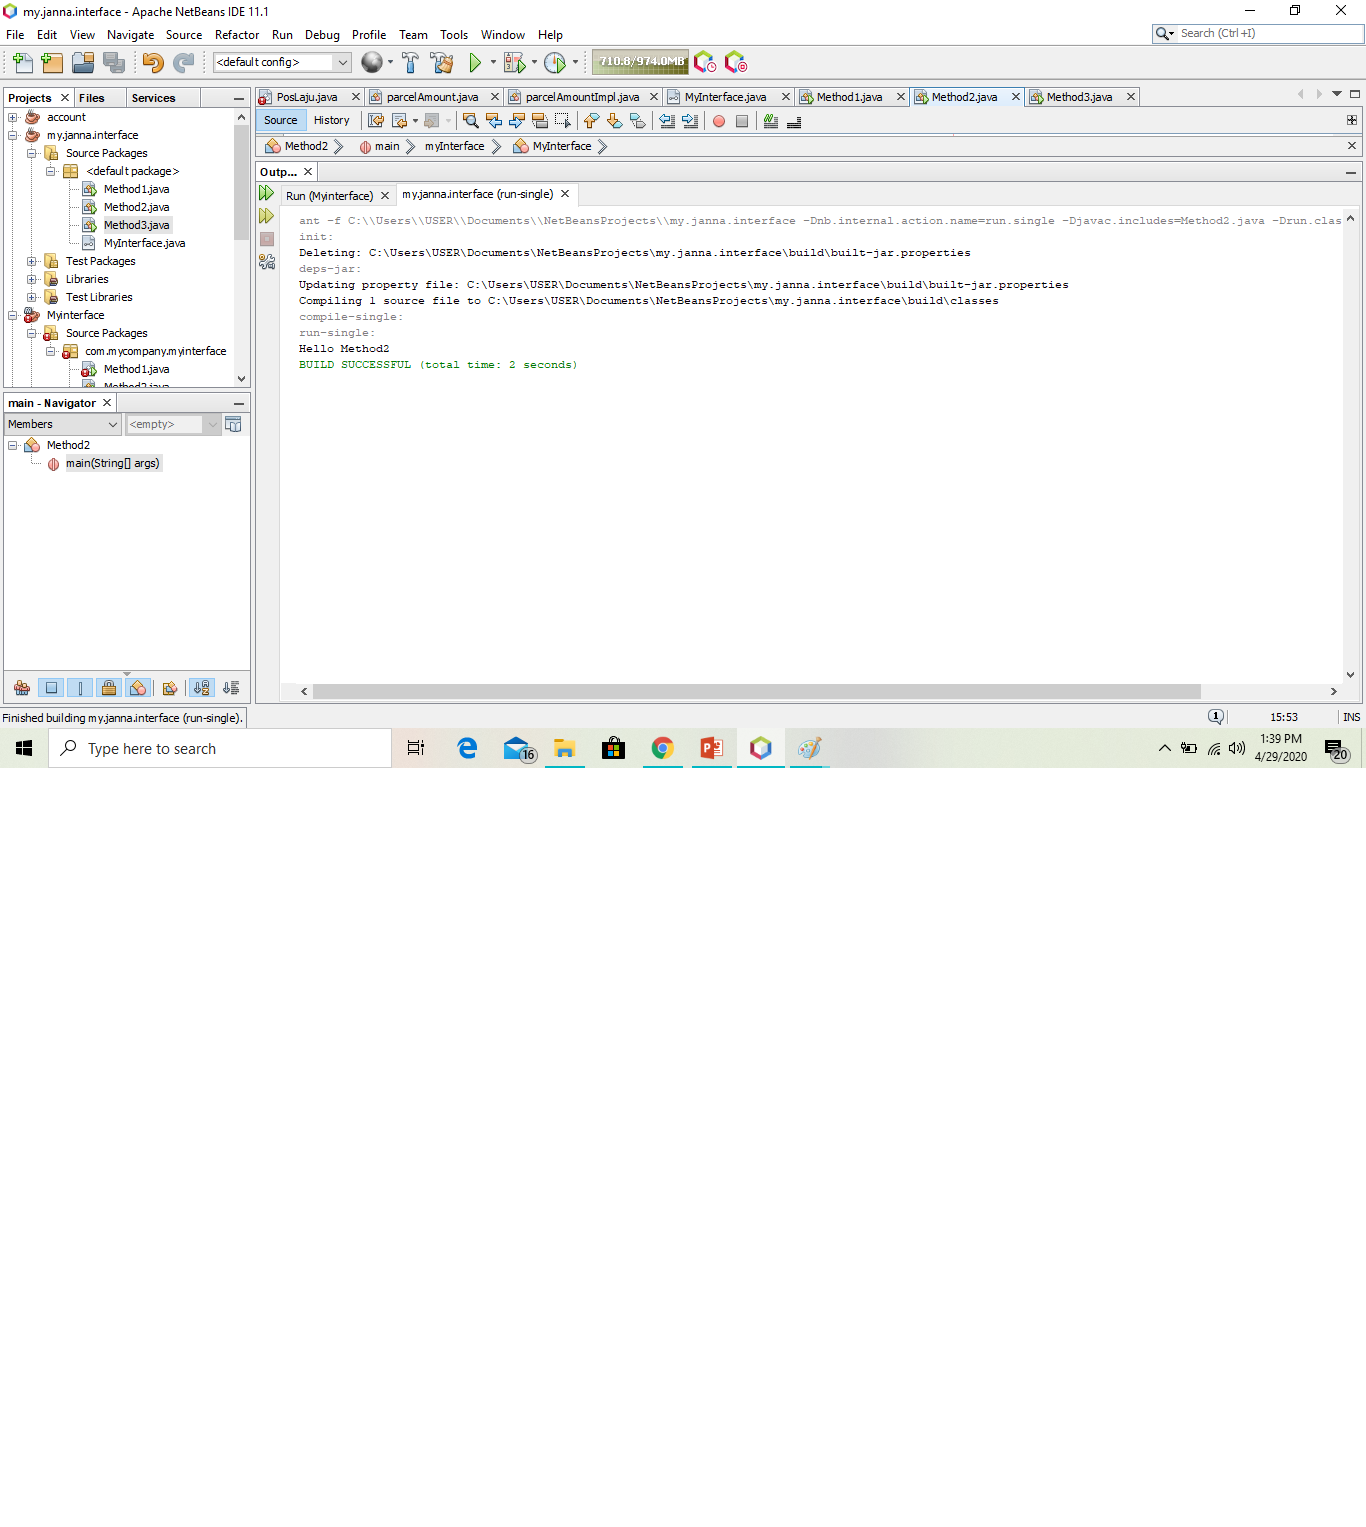 my.janna.interface - Apache NetBeans IDE 11.1
File Edit View Navigate Source Refactor Run Debug Profile Team Tools Window Help
Search (Ctrl+I)
<default config>
710.8/974.0MB
Projects Files Services
PosLaju.java parcelAmount.java parcelAmountImpl.java MyInterface.java Method1.java Method2.java Method3.java
account
my.janna.interface
Source Packages
<default package>
Method1.java
Method2.java
Method3.java
MyInterface.java
Test Packages
Libraries
Test Libraries
Myinterface
Source Packages
com.mycompany.myinterface
Method1.java
Method2.java
Source History
Method2 main myInterface MyInterface
Outp...
Run (Myinterface) my.janna.interface (run-single)
ant -f C:\\Users\\USER\\Documents\\NetBeansProjects\\my.janna.interface -Dnb.internal.action.name=run.single -Djavac.includes=Method2.java -Drun.clas
init:
Deleting: C:\Users\USER\Documents\NetBeansProjects\my.janna.interface\build\built-jar.properties
deps-jar:
Updating property file: C:\Users\USER\Documents\NetBeansProjects\my.janna.interface\build\built-jar.properties
Compiling 1 source file to C:\Users\USER\Documents\NetBeansProjects\my.janna.interface\build\classes
compile-single:
run-single:
Hello Method2
BUILD SUCCESSFUL (total time: 2 seconds)
main - Navigator
Members <empty>
Method2
main(String[] args)
Finished building my.janna.interface (run-single).
1 15:53 INS
Type here to search
16
1:39 PM
4/29/2020
20